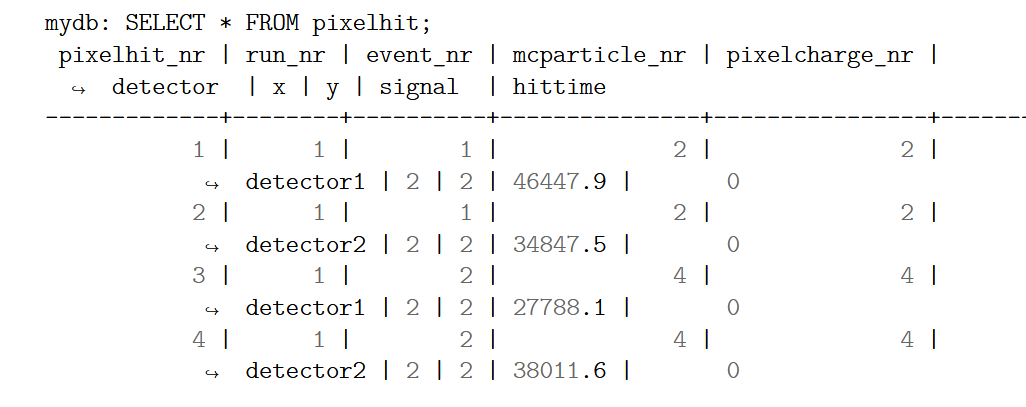 mydb: SELECT * FROM pixelhit;
pixelhit_nr | run_nr | event_nr | mcparticle_nr | pixelcharge_nr |
↪ detector | x | y | signal | hittime
-------------+--------+----------+---------------+----------------+------
1 | 1 | 1 | 2 | 2 |
↪ detector1 | 2 | 2 | 46447.9 | 0
2 | 1 | 1 | 2 | 2 |
↪ detector2 | 2 | 2 | 34847.5 | 0
3 | 1 | 2 | 4 | 4 |
↪ detector1 | 2 | 2 | 27788.1 | 0
4 | 1 | 2 | 4 | 4 |
↪ detector2 | 2 | 2 | 38011.6 | 0